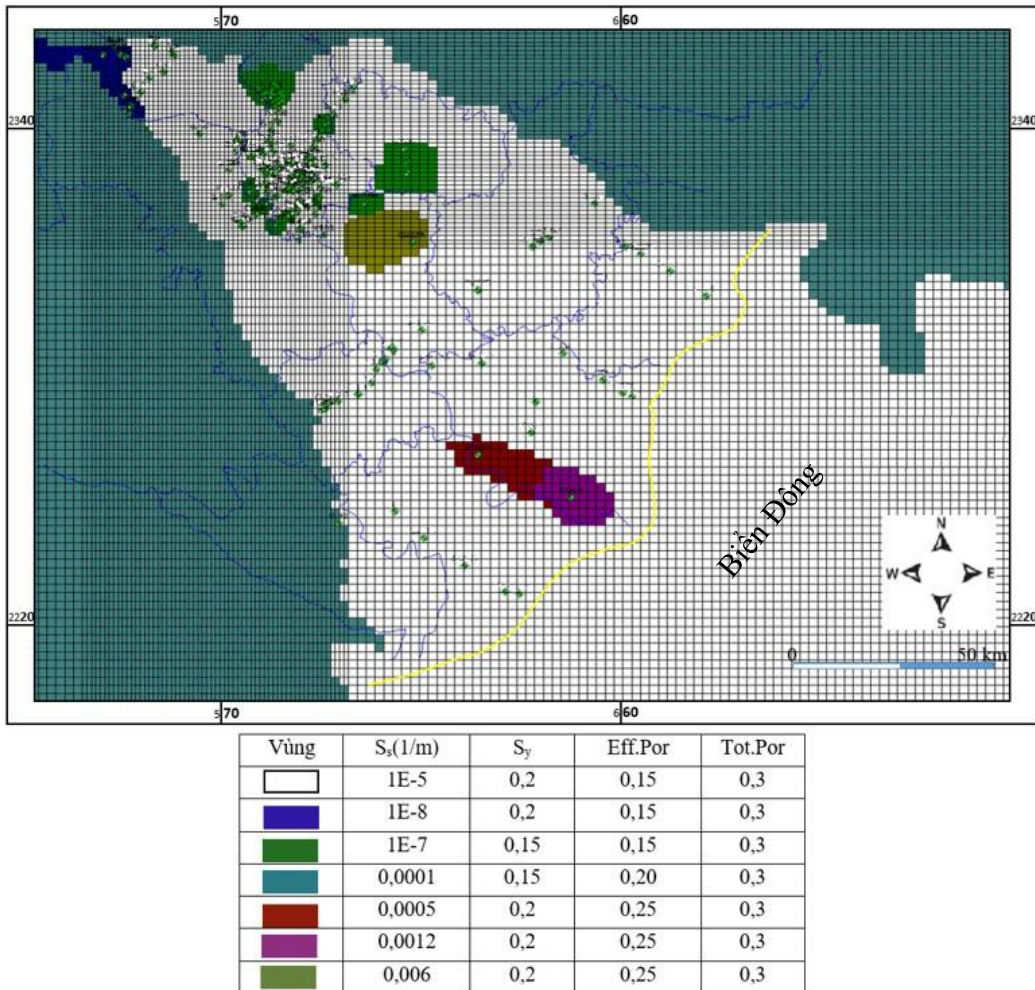 570
660
2340
2340
N
W E
S
Biển Đông
2220
2220
0 50 km
570
660
Vùng Ss(1/m) Sy Eff.Por Tot.Por
1E-5 0,2 0,15 0,3
1E-8 0,2 0,15 0,3
1E-7 0,15 0,15 0,3
0,0001 0,15 0,20 0,3
0,0005 0,2 0,25 0,3
0,0012 0,2 0,25 0,3
0,006 0,2 0,25 0,3